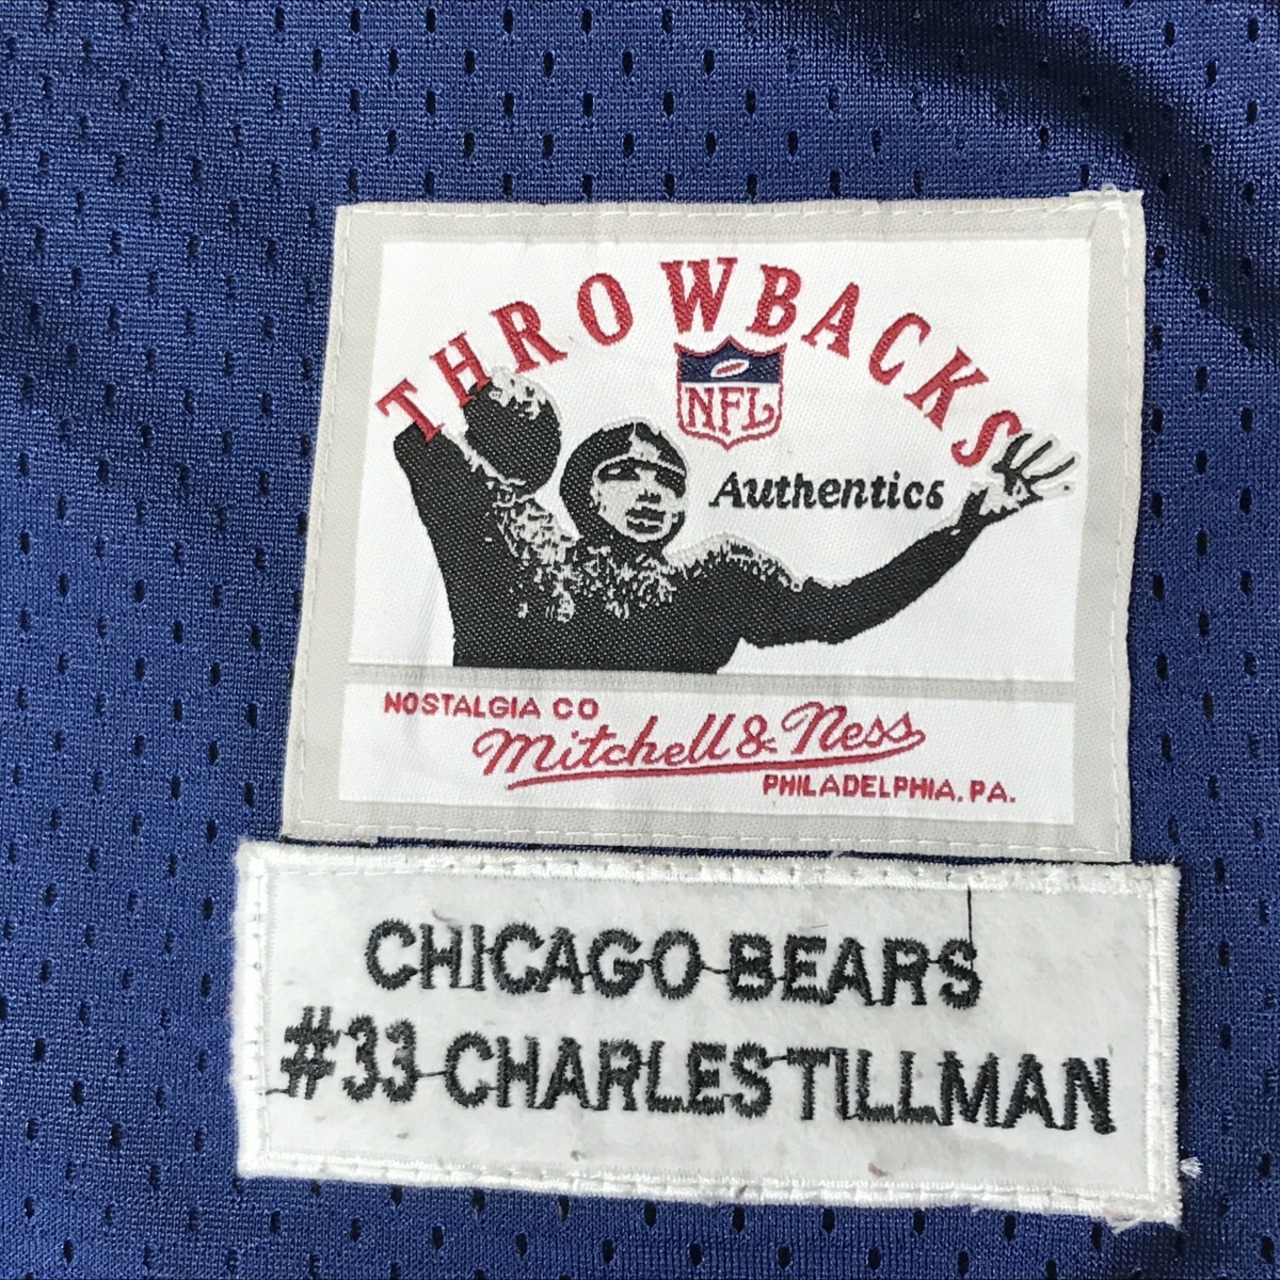 THROWBACKS
NFL
Authentics
NOSTALGIA CO
Mitchell & Ness
PHILADELPHIA, PA.
CHICAGO BEARS
#33 CHARLES TILLMAN